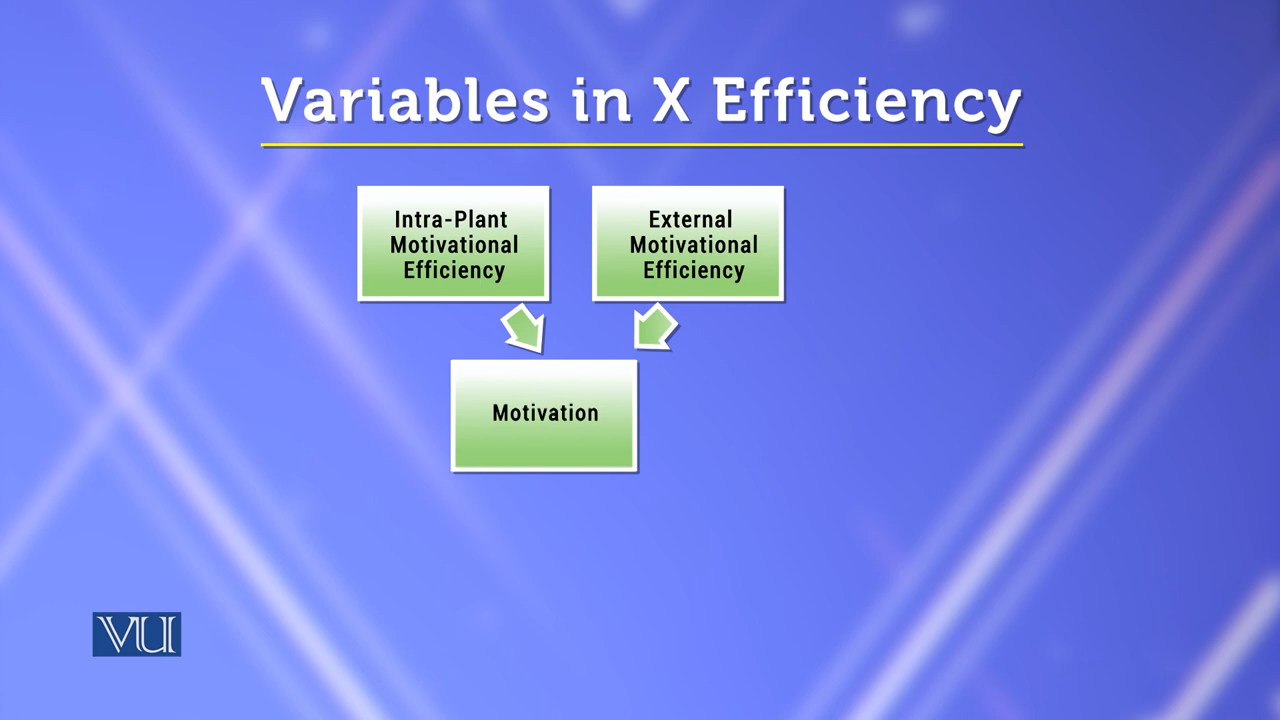 Variables in X Efficiency
Intra-Plant
Motivational
Efficiency
External
Motivational
Efficiency
Motivation
VU